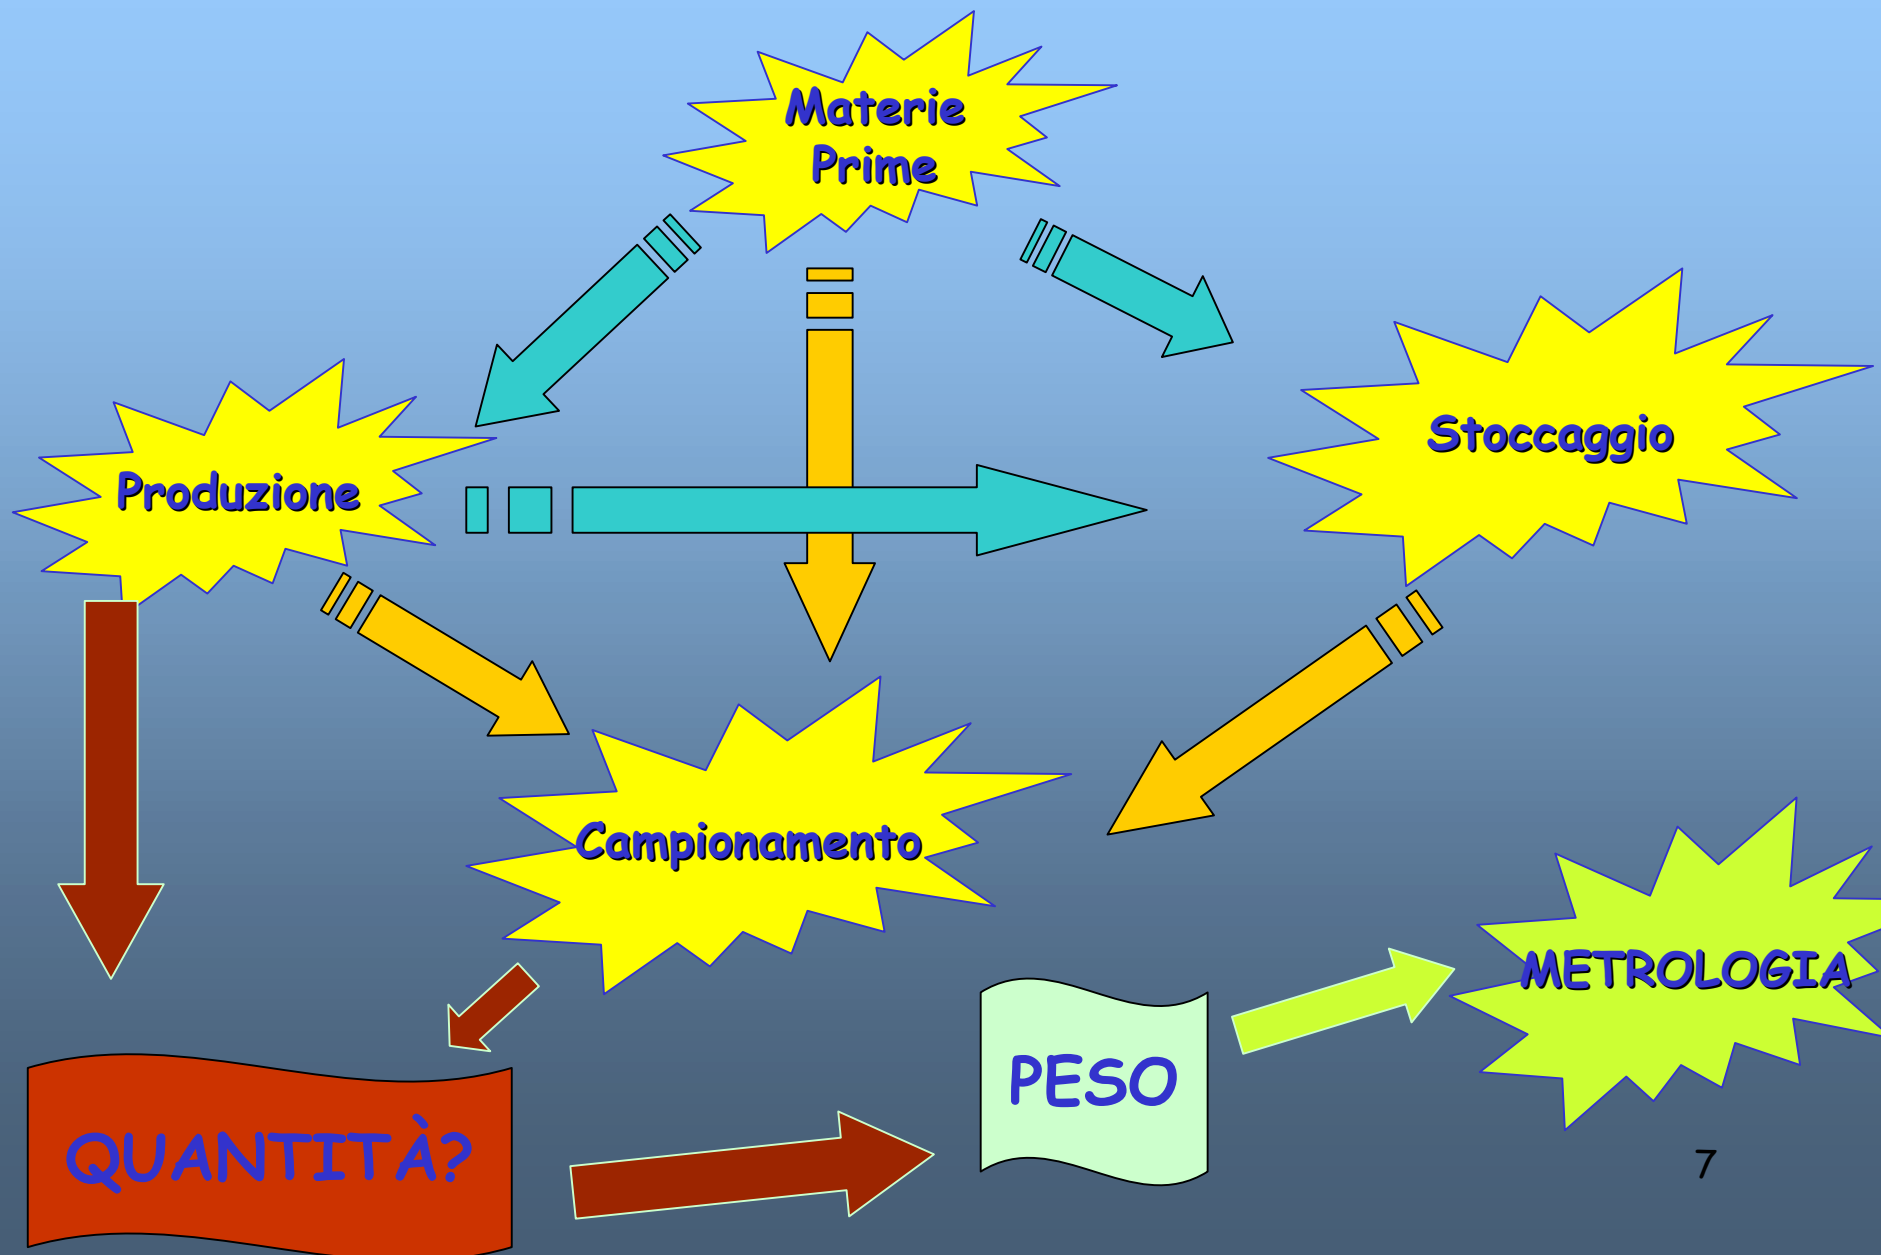 Materie
Prime
Stoccaggio
Produzione
Campionamento
METROLOGIA
PESO
QUANTITÀ?
7